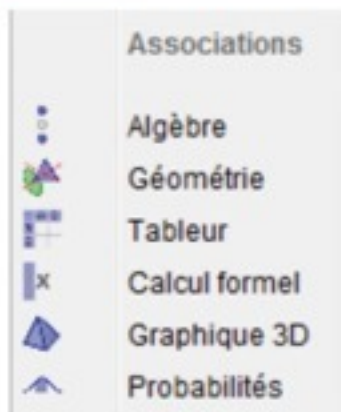 Associations
Algèbre
Géométrie
Tableur
Calcul formel
Graphique 3D
Probabilités